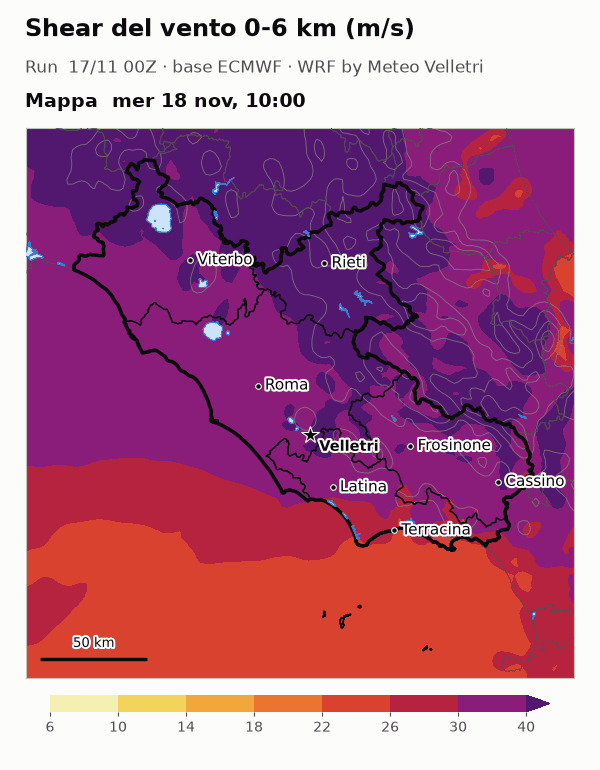 Shear del vento 0-6 km (m/s)
Run  17/11 00Z · base ECMWF · WRF by Meteo Velletri
Mappa  mer 18 nov, 10:00
Viterbo
Rieti
Roma
Velletri
Frosinone
Cassino
Latina
Terracina
50 km
6 10 14 18 22 26 30 40